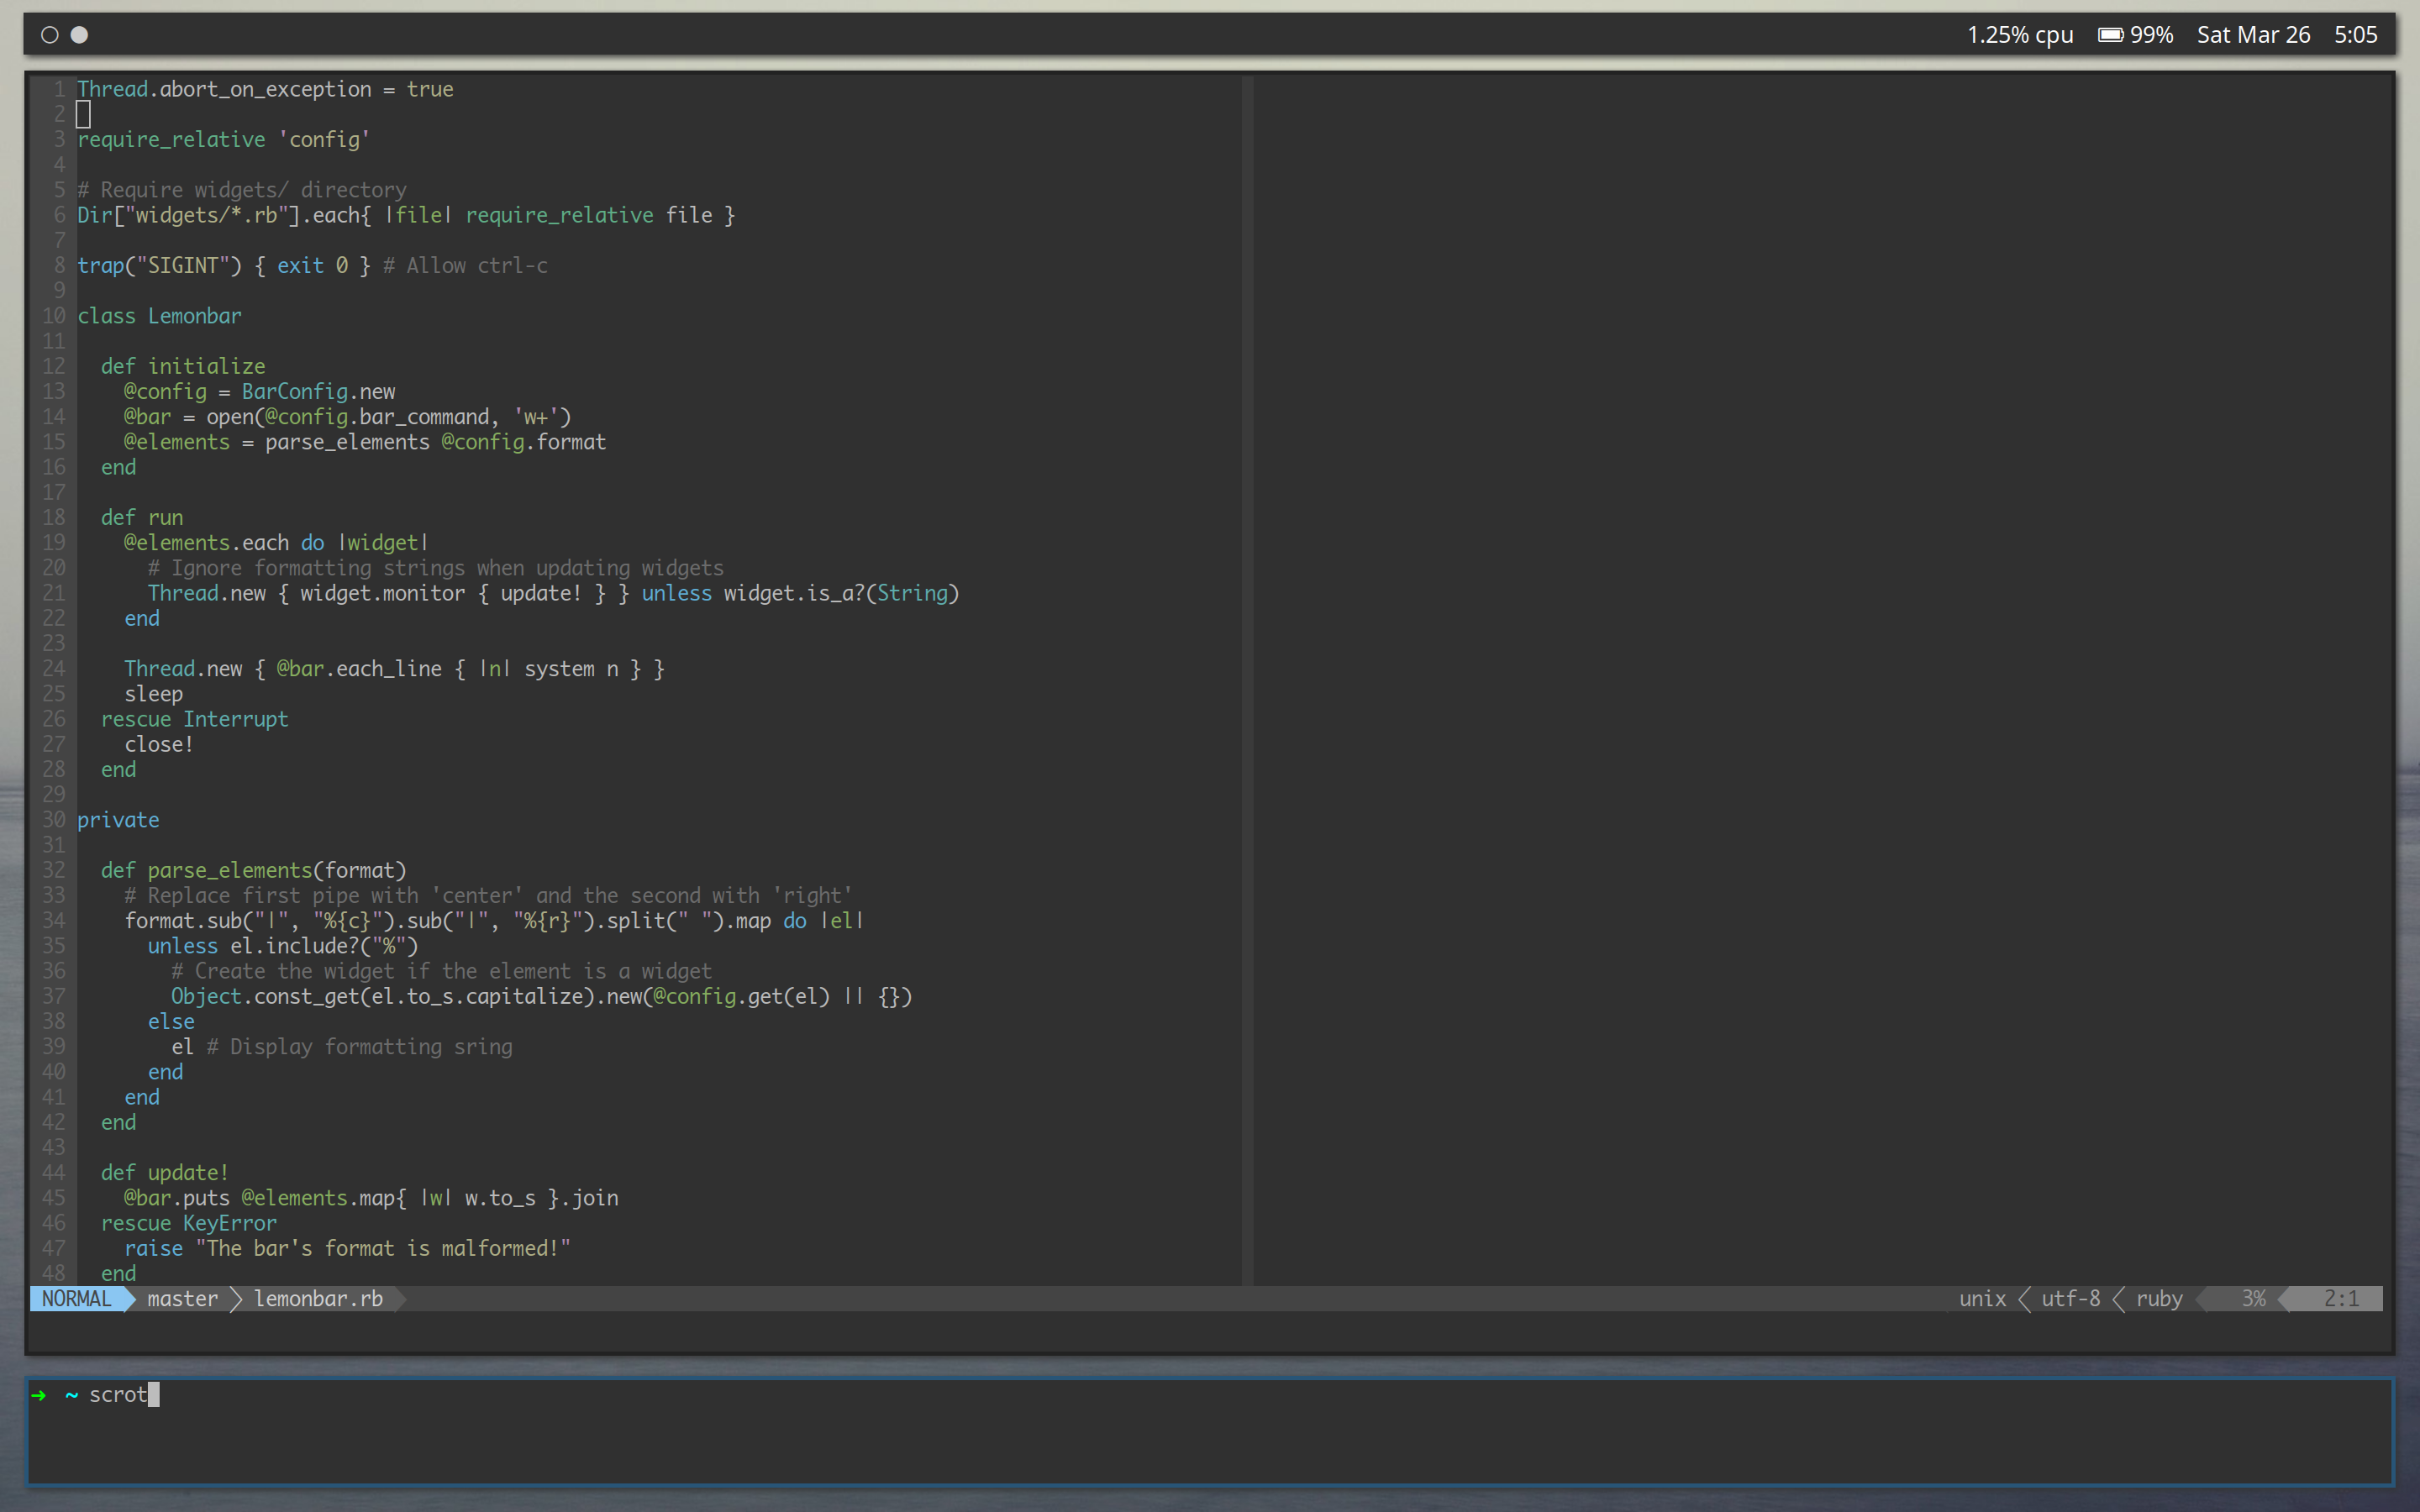 1.25% cpu 99% Sat Mar 26 5:05
1 Thread.abort_on_exception = true
2
3 require_relative 'config'
4
5 # Require widgets/ directory
6 Dir["widgets/*.rb"].each{ |file| require_relative file }
7
8 trap("SIGINT") { exit 0 } # Allow ctrl-c
9
10 class Lemonbar
11
12   def initialize
13     @config = BarConfig.new
14     @bar = open(@config.bar_command, 'w+')
15     @elements = parse_elements @config.format
16   end
17
18   def run
19     @elements.each do |widget|
20       # Ignore formatting strings when updating widgets
21       Thread.new { widget.monitor { update! } } unless widget.is_a?(String)
22     end
23
24     Thread.new { @bar.each_line { |n| system n } }
25     sleep
26   rescue Interrupt
27     close!
28   end
29
30 private
31
32   def parse_elements(format)
33     # Replace first pipe with 'center' and the second with 'right'
34     format.sub("|", "%{c}").sub("|", "%{r}").split(" ").map do |el|
35       unless el.include?("%")
36         # Create the widget if the element is a widget
37         Object.const_get(el.to_s.capitalize).new(@config.get(el) || {})
38       else
39         el # Display formatting sring
40       end
41     end
42   end
43
44   def update!
45     @bar.puts @elements.map{ |w| w.to_s }.join
46   rescue KeyError
47     raise "The bar's format is malformed!"
48   end
NORMAL master lemonbar.rb unix utf-8 ruby 3% 2:1
➜ ~ scrot